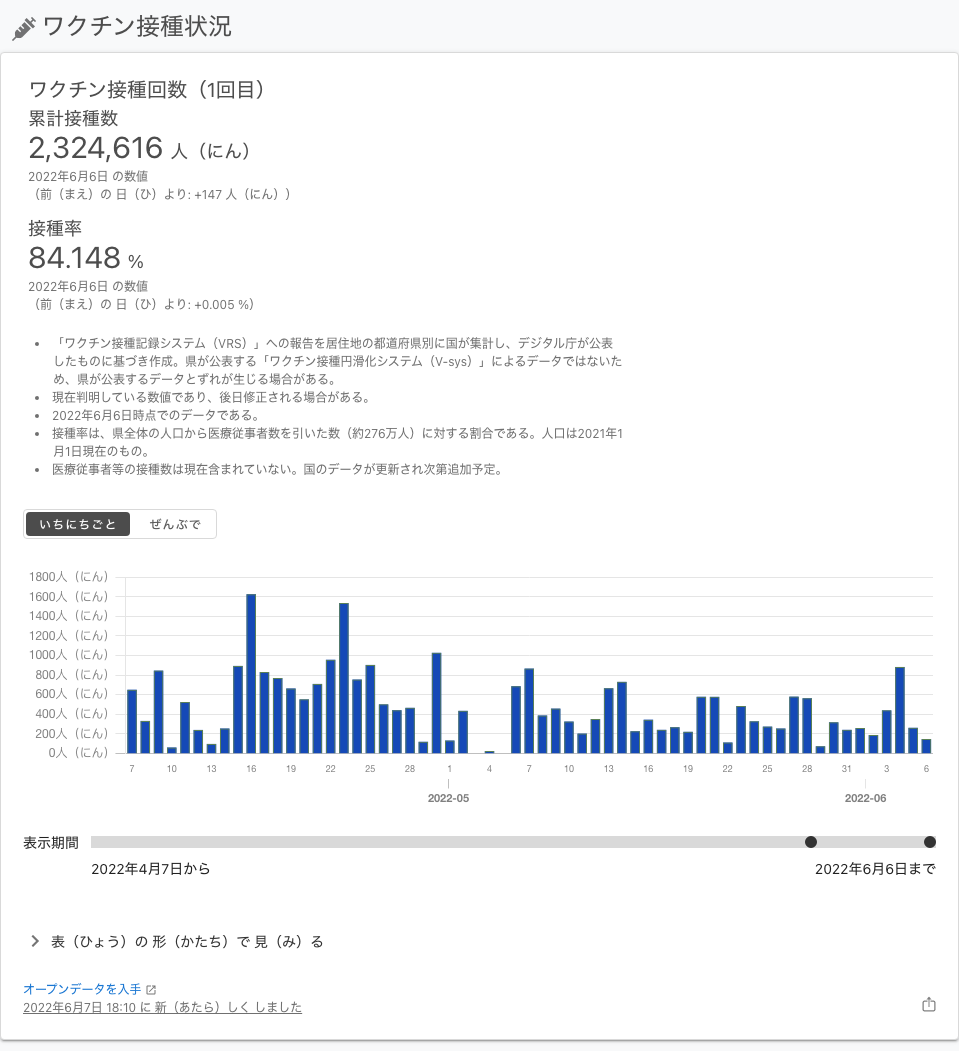 ワクチン接種状況
ワクチン接種回数（1回目）
累計接種数
2,324,616 人（にん）
2022年6月6日 の数値
（前（まえ）の 日（ひ）より: +147 人（にん））
接種率
84.148 %
2022年6月6日 の数値
（前（まえ）の 日（ひ）より: +0.005 %）
• 「ワクチン接種記録システム（VRS）」への報告を居住地の都道府県別に国が集計し、デジタル庁が公表
したものに基づき作成。県が公表する「ワクチン接種円滑化システム（V-sys）」によるデータではないた
め、県が公表するデータとずれが生じる場合がある。
• 現在判明している数値であり、後日修正される場合がある。
• 2022年6月6日時点でのデータである。
• 接種率は、県全体の人口から医療従事者数を引いた数（約276万人）に対する割合である。人口は2021年1
月1日現在のもの。
• 医療従事者等の接種数は現在含まれていない。国のデータが更新され次第追加予定。
いちにちごと ぜんぶで
1800人（にん）
1600人（にん）
1400人（にん）
1200人（にん）
1000人（にん）
800人（にん）
600人（にん）
400人（にん）
200人（にん）
0人（にん）
7 10 13 16 19 22 25 28 1 4 7 10 13 16 19 22 25 28 31 3 6
2022-05 2022-06
表示期間
2022年4月7日から 2022年6月6日まで
表（ひょう）の 形（かたち）で 見（み）る
オープンデータを入手
2022年6月7日 18:10 に 新（あたら）しく しました